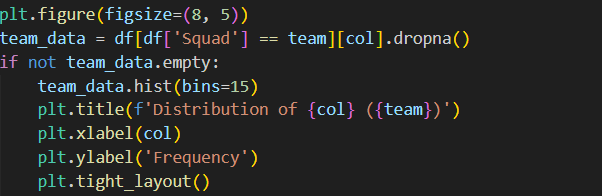 plt.figure(figsize=(8, 5))
team_data = df[df['Squad'] == team][col].dropna()
if not team_data.empty:
    team_data.hist(bins=15)
    plt.title(f'Distribution of {col} ({team})')
    plt.xlabel(col)
    plt.ylabel('Frequency')
    plt.tight_layout()